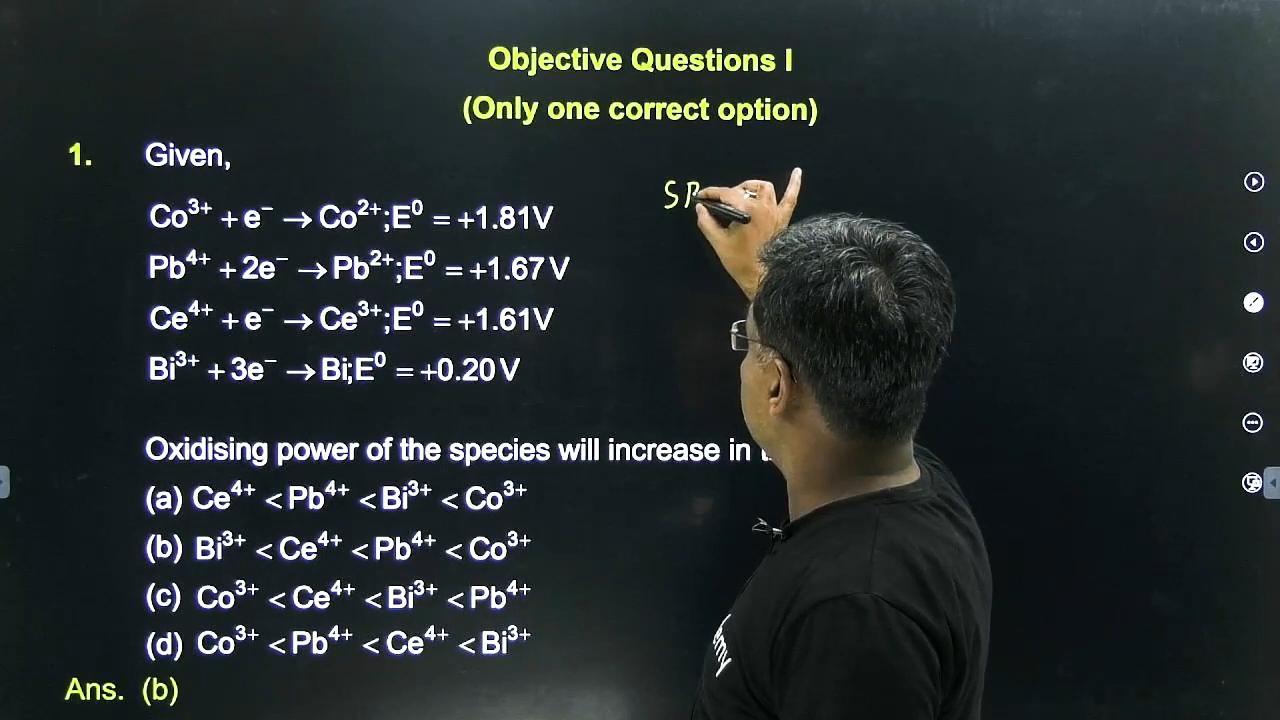 Objective Questions I
(Only one correct option)
1. Given,
Co³⁺ + e⁻ → Co²⁺; E⁰ = +1.81V
Pb⁴⁺ + 2e⁻ → Pb²⁺; E⁰ = +1.67 V
Ce⁴⁺ + e⁻ → Ce³⁺; E⁰ = +1.61V
Bi³⁺ + 3e⁻ → Bi; E⁰ = +0.20 V
Oxidising power of the species will increase in
(a) Ce⁴⁺ < Pb⁴⁺ < Bi³⁺ < Co³⁺
(b) Bi³⁺ < Ce⁴⁺ < Pb⁴⁺ < Co³⁺
(c) Co³⁺ < Ce⁴⁺ < Bi³⁺ < Pb⁴⁺
(d) Co³⁺ < Pb⁴⁺ < Ce⁴⁺ < Bi³⁺
Ans. (b)